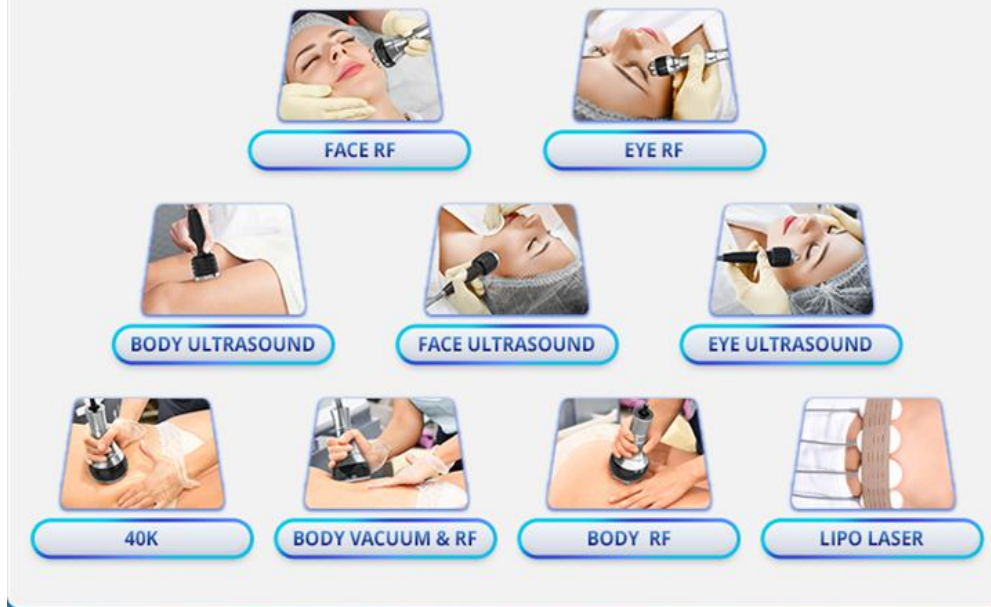 FACE RF
EYE RF
BODY ULTRASOUND
FACE ULTRASOUND
EYE ULTRASOUND
40K
BODY VACUUM & RF
BODY RF
LIPO LASER